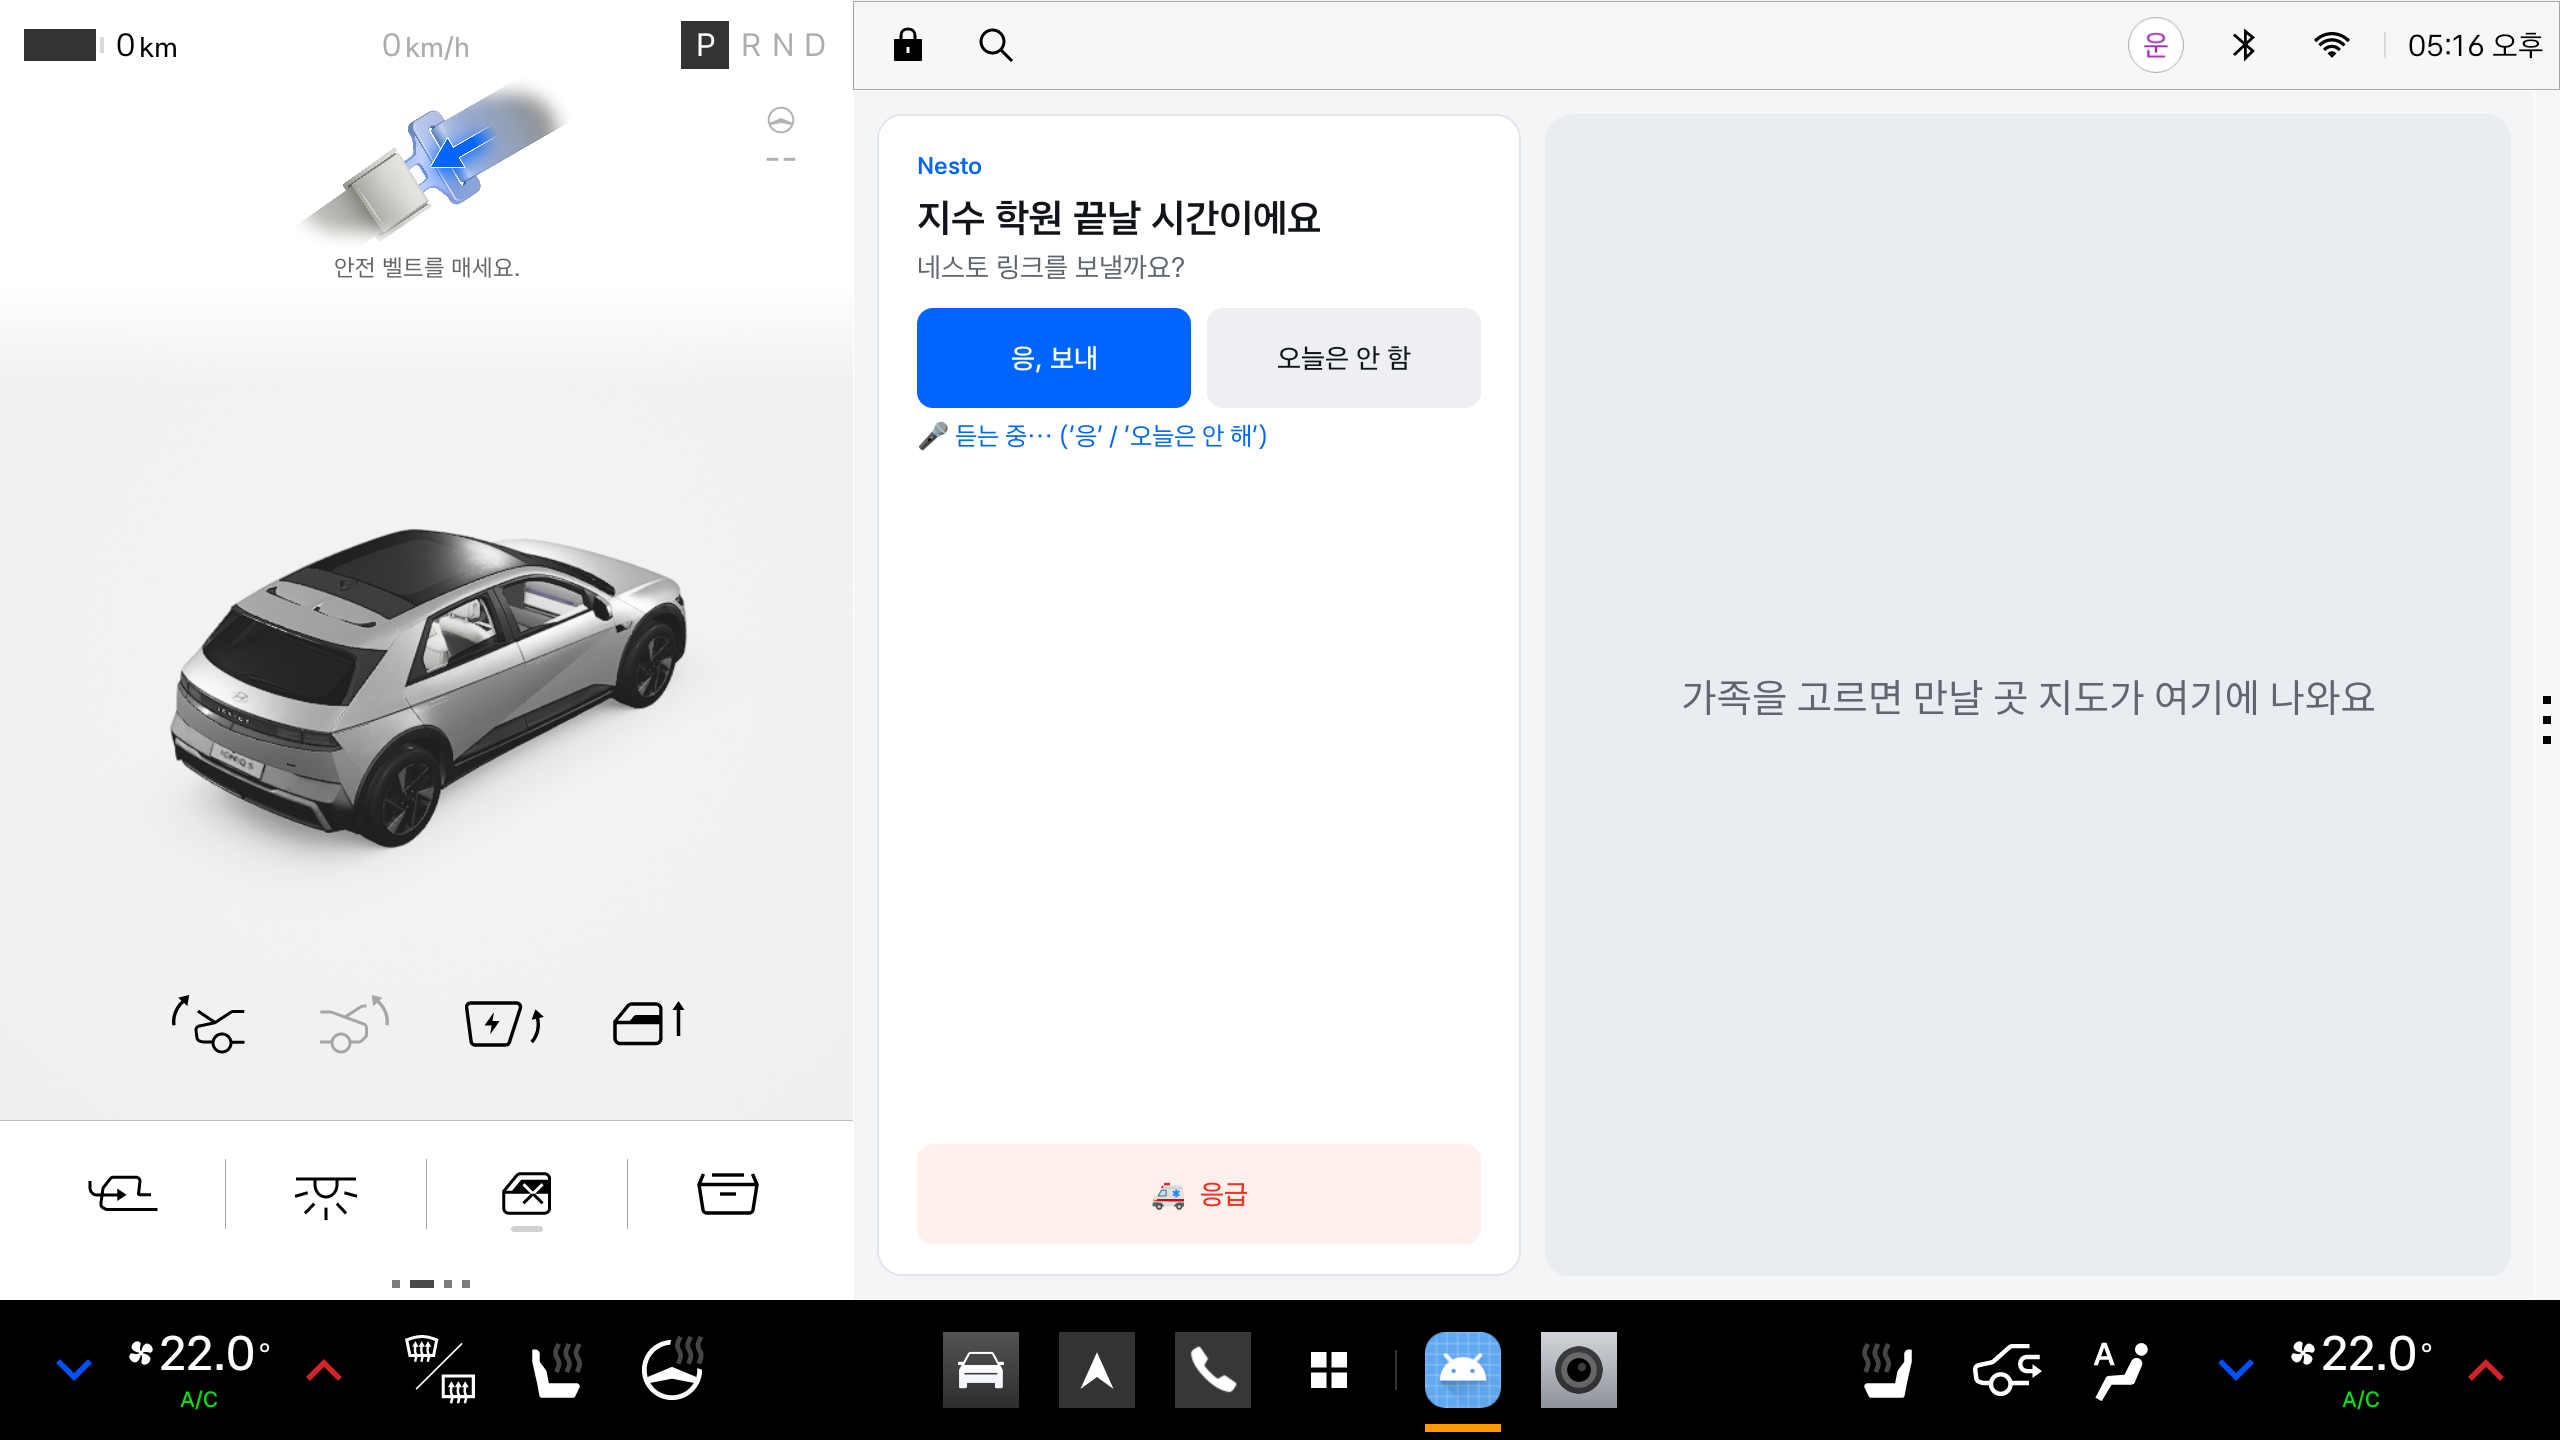 0 km
0 km/h
P R N D
운
05:16 오후
안전 벨트를 매세요.
Nesto
지수 학원 끝날 시간이에요
네스토 링크를 보낼까요?
응, 보내
오늘은 안 함
듣는 중… ('응' / '오늘은 안 해')
응급
가족을 고르면 만날 곳 지도가 여기에 나와요
22.0°
A/C
A
22.0°
A/C